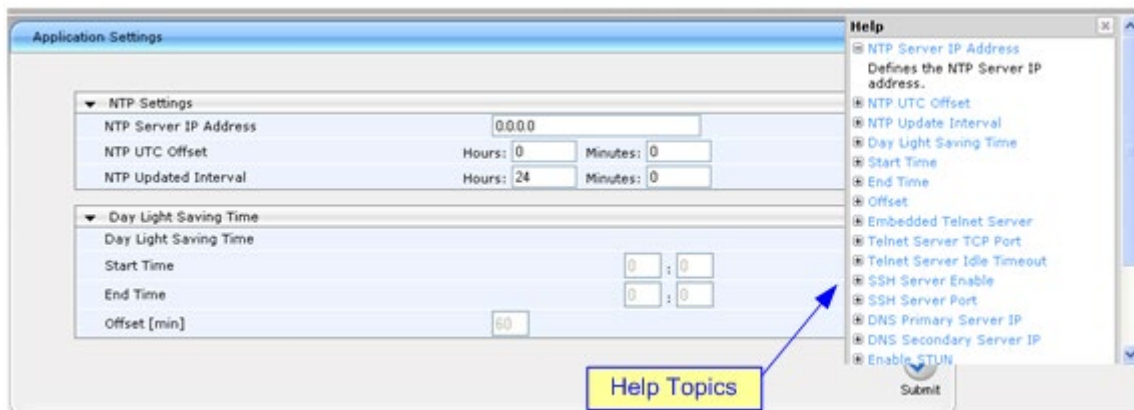 Application Settings
NTP Settings
NTP Server IP Address 0.0.0.0
NTP UTC Offset Hours: 0 Minutes: 0
NTP Updated Interval Hours: 24 Minutes: 0
Day Light Saving Time
Day Light Saving Time
Start Time 0 : 0
End Time 0 : 0
Offset [min] 60
Help
NTP Server IP Address
Defines the NTP Server IP
address.
NTP UTC Offset
NTP Update Interval
Day Light Saving Time
Start Time
End Time
Offset
Embedded Telnet Server
Telnet Server TCP Port
Telnet Server Idle Timeout
SSH Server Enable
SSH Server Port
DNS Primary Server IP
DNS Secondary Server IP
Enable STUN
Help Topics
Submit